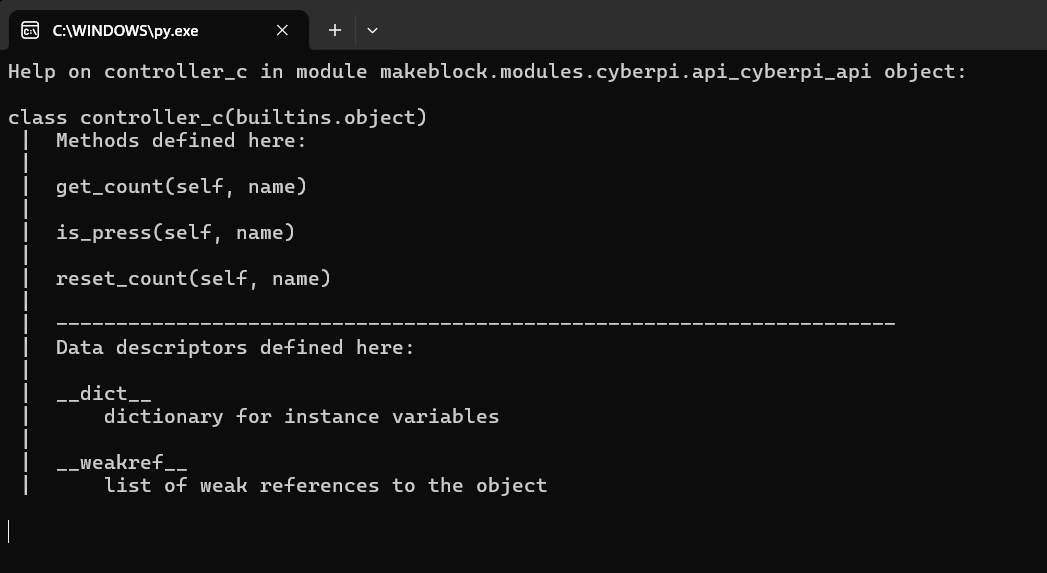 C:\WINDOWS\py.exe
Help on controller_c in module makeblock.modules.cyberpi.api_cyberpi_api object:
class controller_c(builtins.object)
 |  Methods defined here:
 |
 |  get_count(self, name)
 |
 |  is_press(self, name)
 |
 |  reset_count(self, name)
 |
 |  ----------------------------------------------------------------------
 |  Data descriptors defined here:
 |
 |  __dict__
 |      dictionary for instance variables
 |
 |  __weakref__
 |      list of weak references to the object